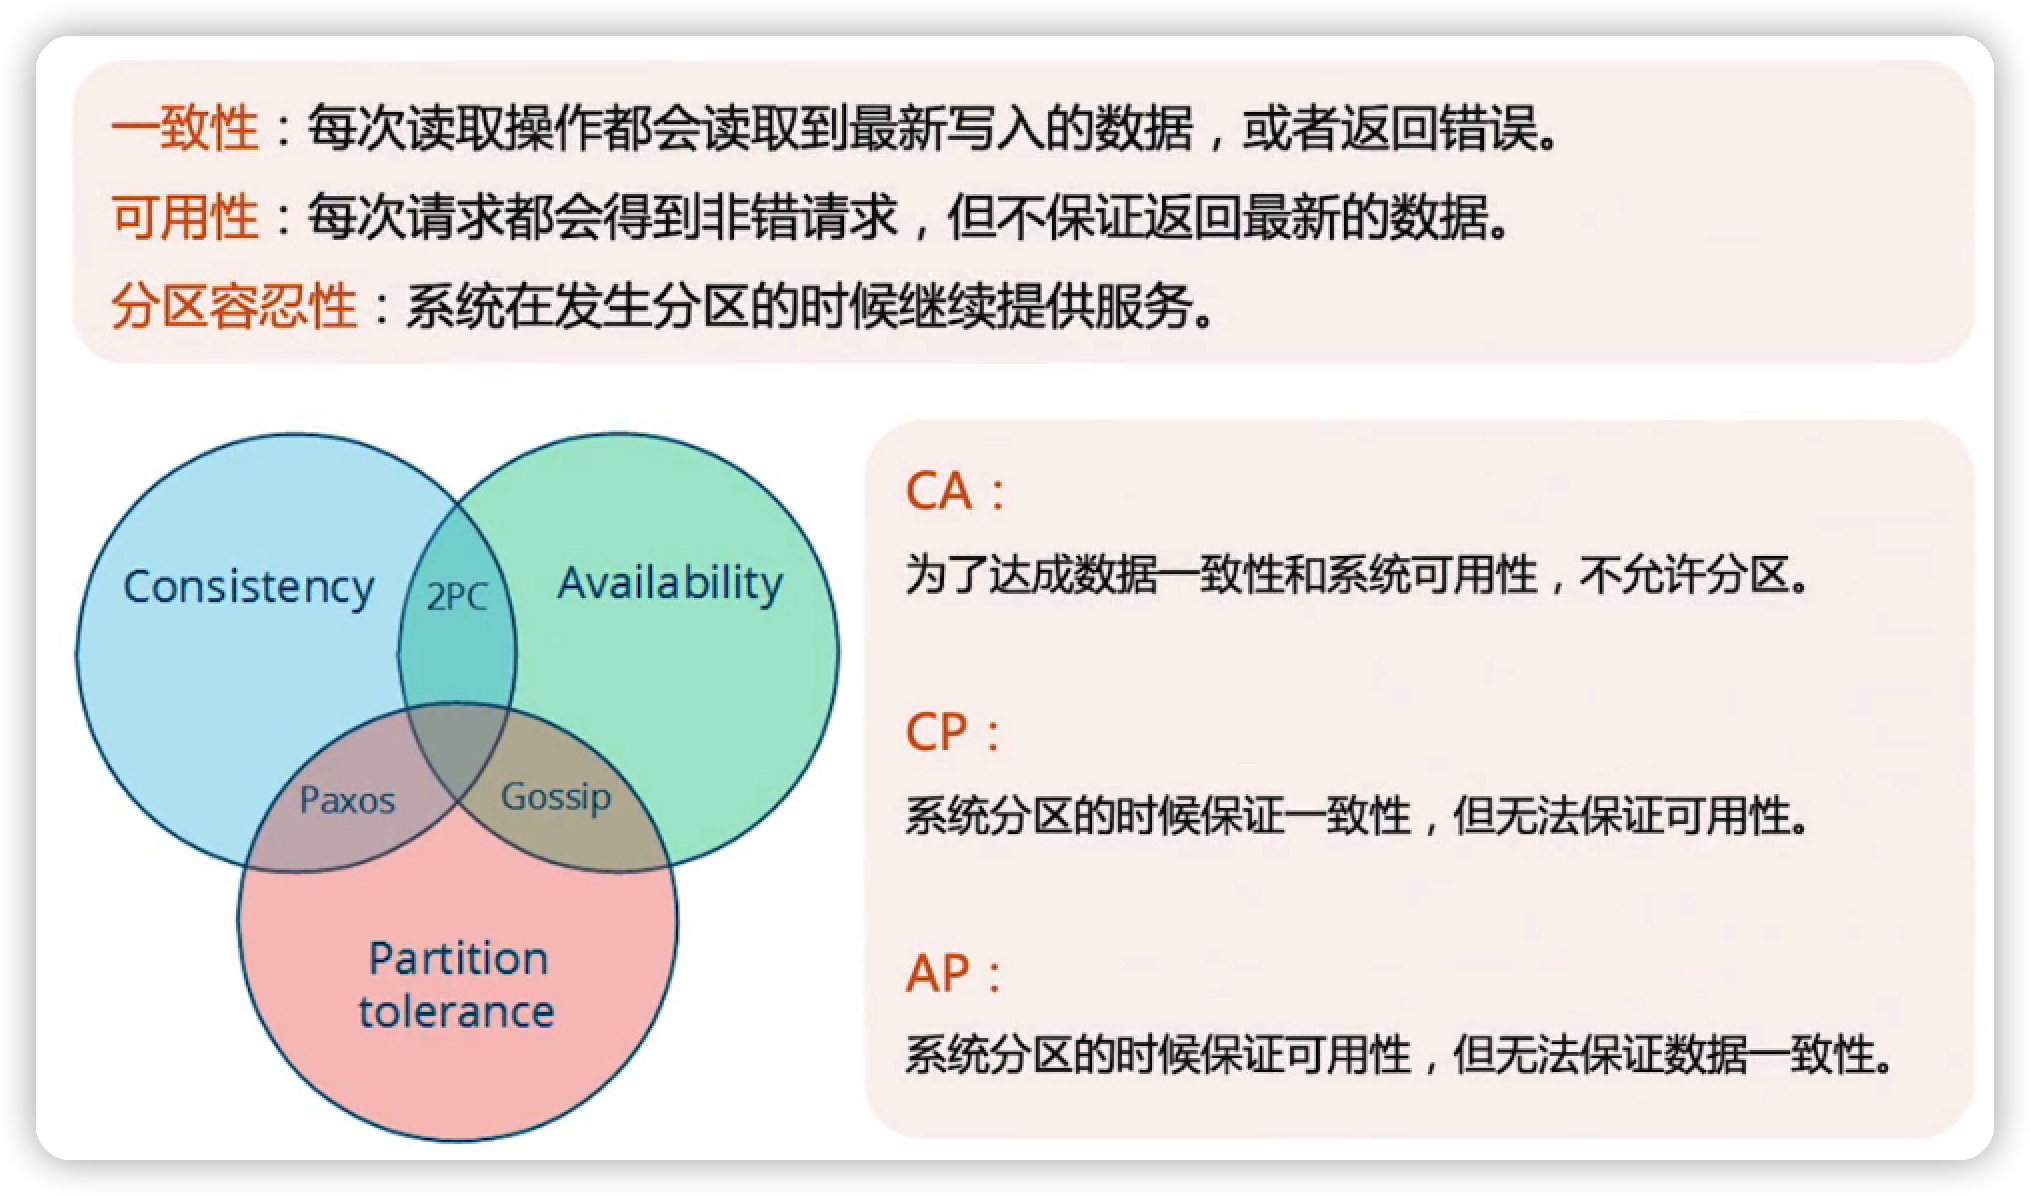 一致性：每次读取操作都会读取到最新写入的数据，或者返回错误。
可用性：每次请求都会得到非错请求，但不保证返回最新的数据。
分区容忍性：系统在发生分区的时候继续提供服务。
Consistency
2PC
Availability
Paxos
Gossip
Partition
tolerance
CA：
为了达成数据一致性和系统可用性，不允许分区。
CP：
系统分区的时候保证一致性，但无法保证可用性。
AP：
系统分区的时候保证可用性，但无法保证数据一致性。